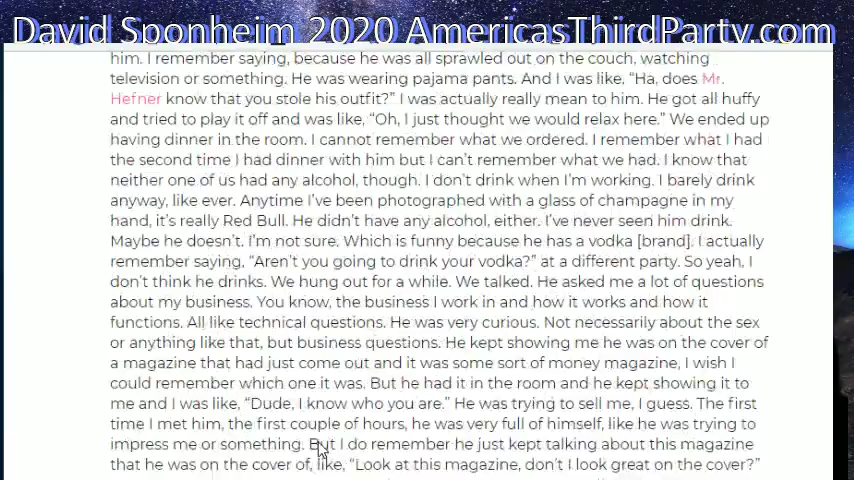 David Sponheim 2020 AmericasThirdParty.com
him. I remember saying, because he was all sprawled out on the couch, watching
television or something. He was wearing pajama pants. And I was like, “Ha, does Mr.
Hefner know that you stole his outfit?” I was actually really mean to him. He got all huffy
and tried to play it off and was like, “Oh, I just thought we would relax here.” We ended up
having dinner in the room. I cannot remember what we ordered. I remember what I had
the second time I had dinner with him but I can’t remember what we had. I know that
neither one of us had any alcohol, though. I don’t drink when I’m working. I barely drink
anyway, like ever. Anytime I’ve been photographed with a glass of champagne in my
hand, it’s really Red Bull. He didn’t have any alcohol, either. I’ve never seen him drink.
Maybe he doesn’t. I’m not sure. Which is funny because he has a vodka [brand]. I actually
remember saying, “Aren’t you going to drink your vodka?” at a different party. So yeah, I
don’t think he drinks. We hung out for a while. We talked. He asked me a lot of questions
about my business. You know, the business I work in and how it works and how it
functions. All like technical questions. He was very curious. Not necessarily about the sex
or anything like that, but business questions. He kept showing me he was on the cover of
a magazine that had just come out and it was some sort of money magazine, I wish I
could remember which one it was. But he had it in the room and he kept showing it to
me and I was like, “Dude, I know who you are.” He was trying to sell me, I guess. The first
time I met him, the first couple of hours, he was very full of himself, like he was trying to
impress me or something. But I do remember he just kept talking about this magazine
that he was on the cover of, like, “Look at this magazine, don’t I look great on the cover?”